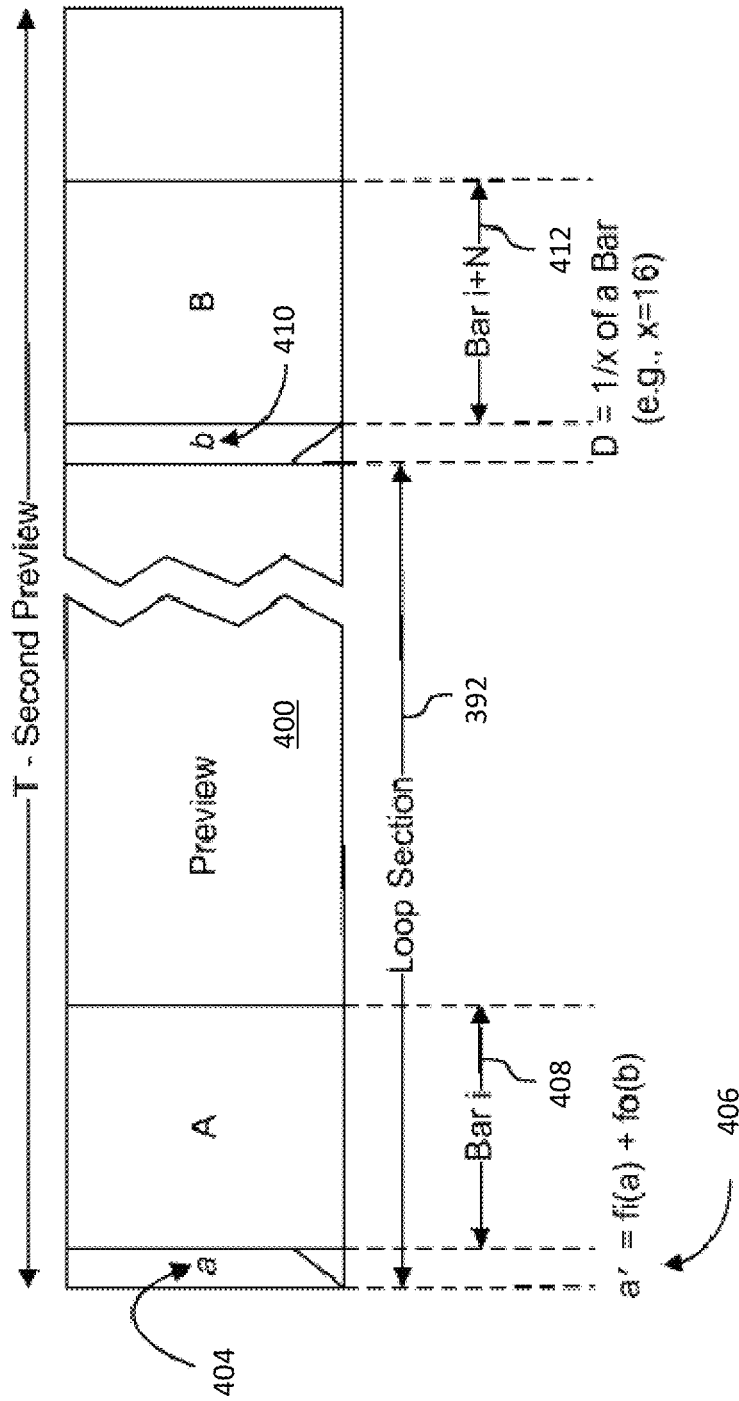 T - Second Preview
404
a
A
Preview
400
b
410
B
Loop Section
392
Bar i
408
Bar i+N
412
a′ = fi(a) + fo(b)
406
D = 1/x of a Bar
(e.g., x=16)